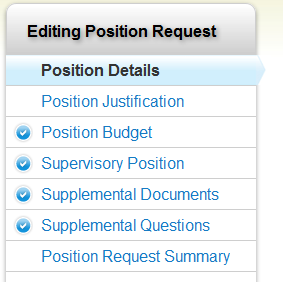 Editing Position Request
Position Details
Position Justification
Position Budget
Supervisory Position
Supplemental Documents
Supplemental Questions
Position Request Summary